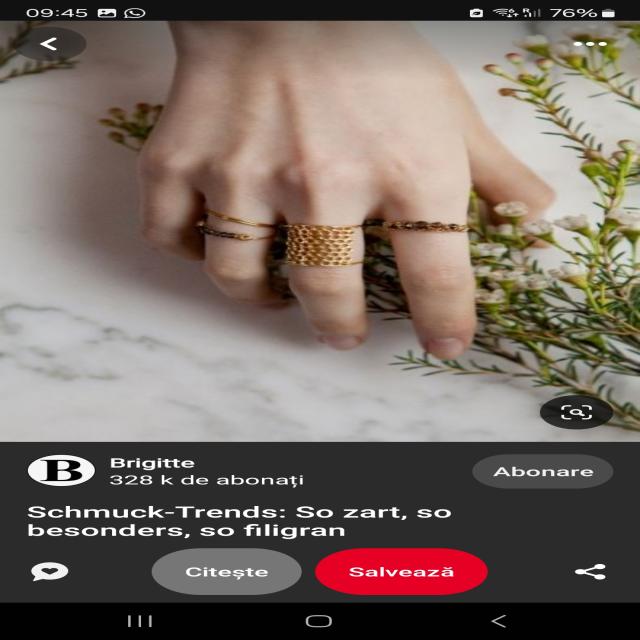 09:45
76%
B
Brigitte
328 k de abonați
Abonare
Schmuck-Trends: So zart, so
besonders, so filigran
Citește
Salvează